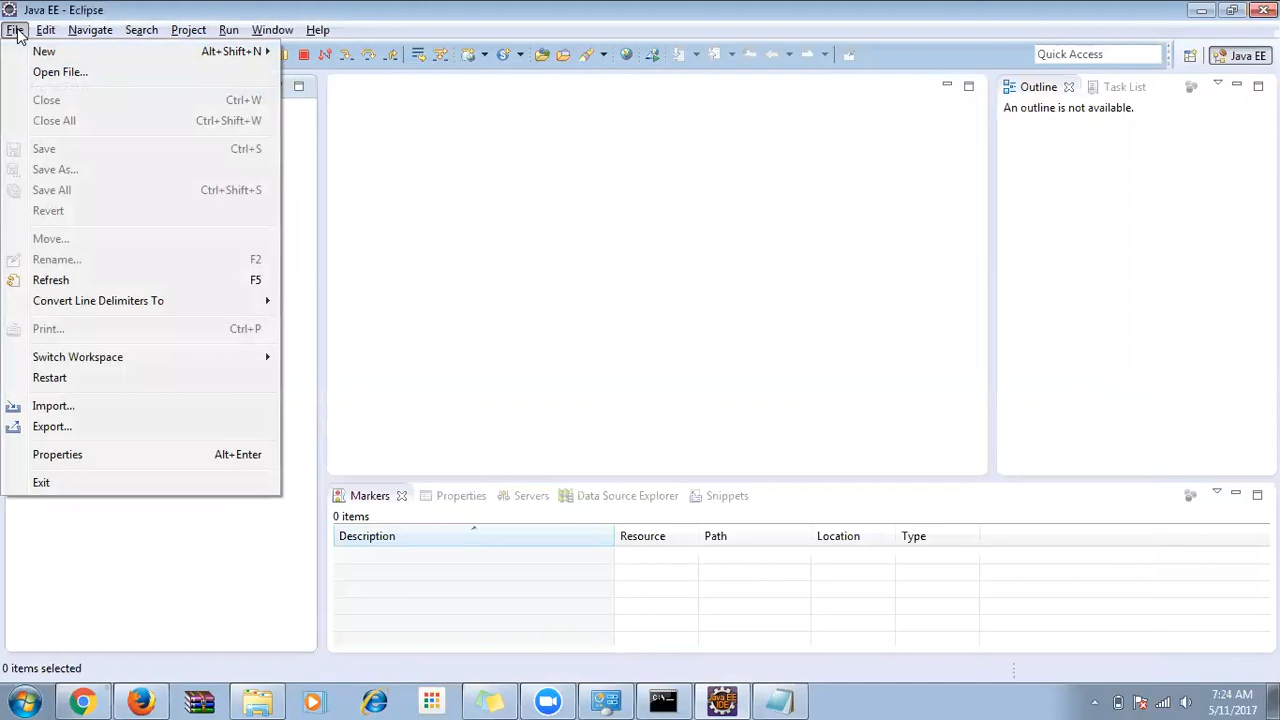 Java EE - Eclipse
File Edit Navigate Search Project Run Window Help
New Alt+Shift+N
Open File...
Close Ctrl+W
Close All Ctrl+Shift+W
Save Ctrl+S
Save As...
Save All Ctrl+Shift+S
Revert
Move...
Rename... F2
Refresh F5
Convert Line Delimiters To
Print... Ctrl+P
Switch Workspace
Restart
Import...
Export...
Properties Alt+Enter
Exit
Quick Access
Java EE
Outline Task List
An outline is not available.
Markers Properties Servers Data Source Explorer Snippets
0 items
Description Resource Path Location Type
0 items selected
Java EE
IDE
7:24 AM
5/11/2017